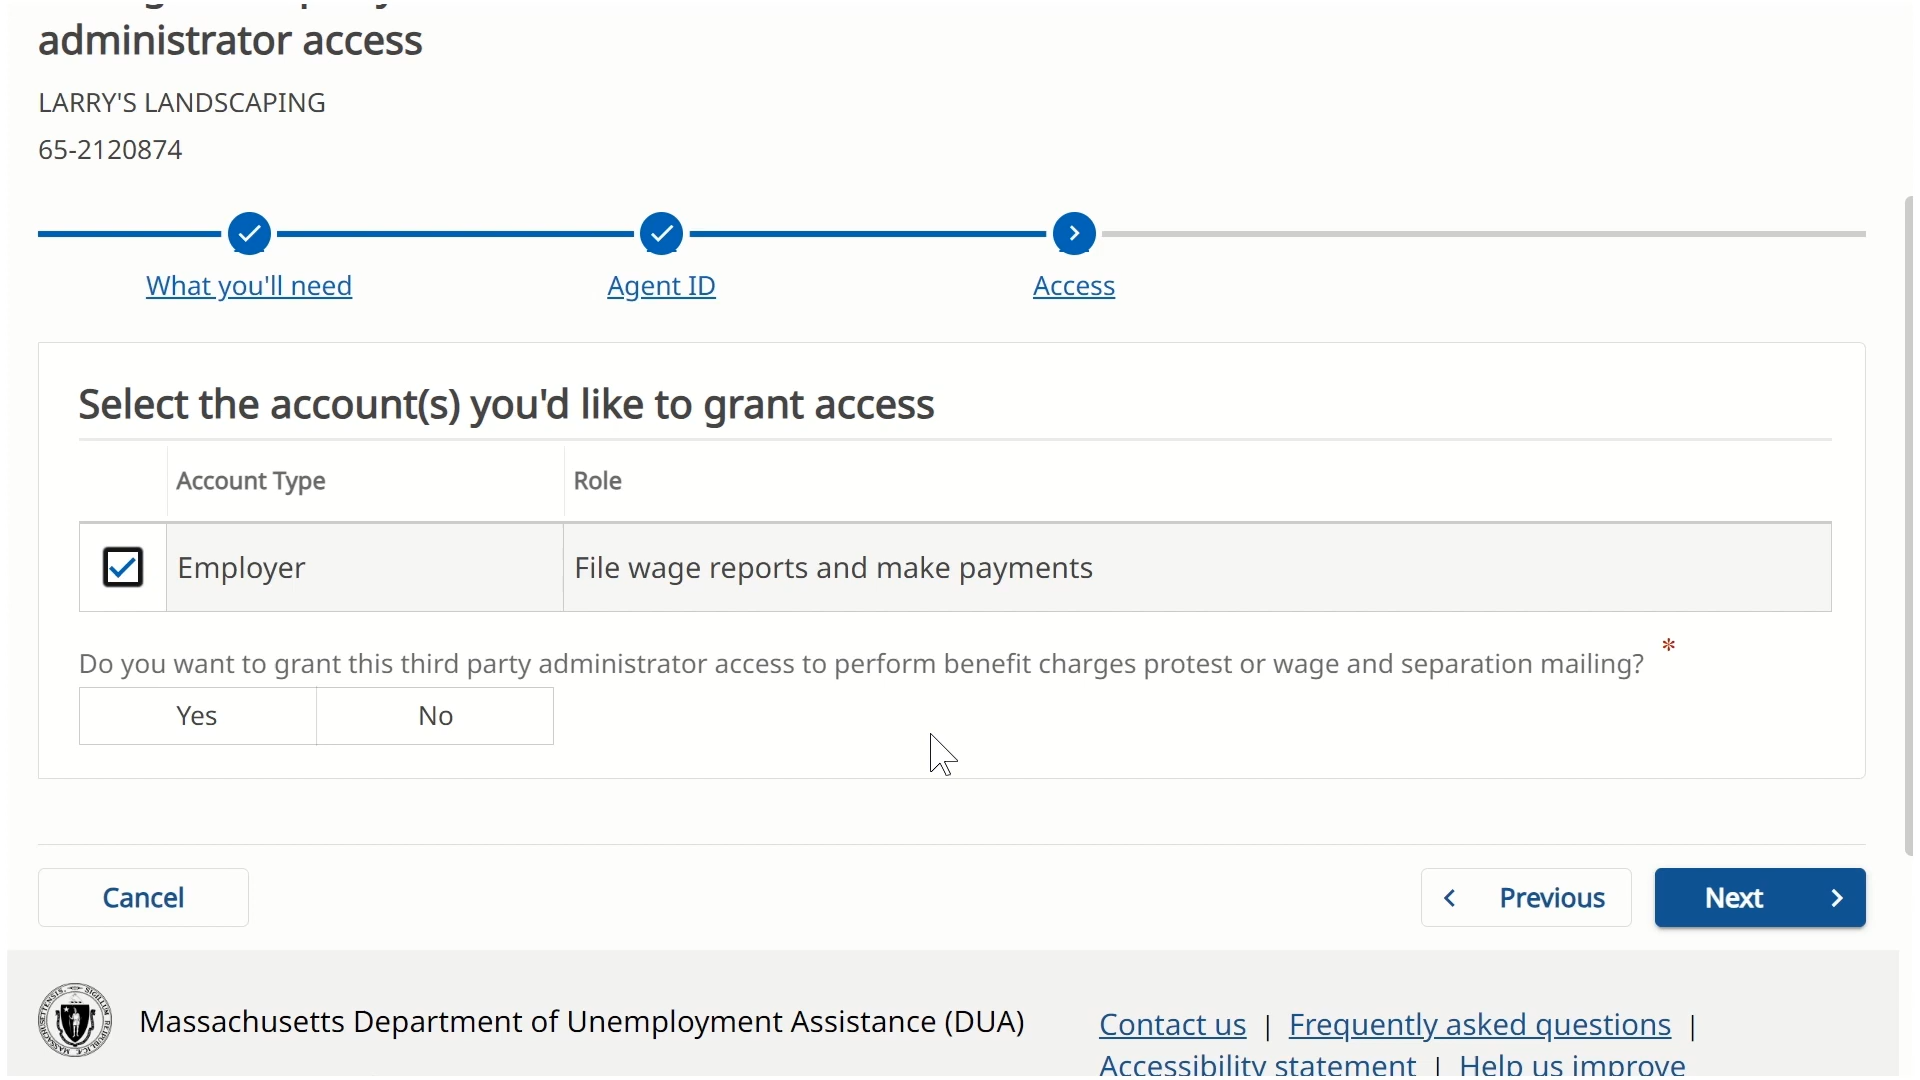 administrator access
LARRY'S LANDSCAPING
65-2120874
What you'll need
Agent ID
Access
Select the account(s) you'd like to grant access
Account Type
Role
Employer
File wage reports and make payments
Do you want to grant this third party administrator access to perform benefit charges protest or wage and separation mailing? *
Yes
No
Cancel
Previous
Next
Massachusetts Department of Unemployment Assistance (DUA)
Contact us | Frequently asked questions |
Accessibility statement | Help us improve